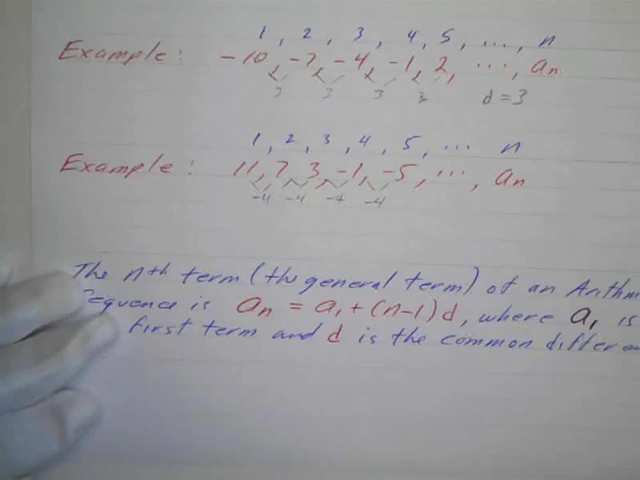 1, 2, 3, 4, 5, ..., n
Example: -10, -7, -4, -1, 2, ..., an
3 3 3 3 d = 3
1, 2, 3, 4, 5, ... n
Example: 11, 7, 3, -1, -5, ..., an
-4 -4 -4 -4
The nth term (the general term) of an Arithm
Sequence is an = a1 + (n-1)d, where a1 is
first term and d is the common differen